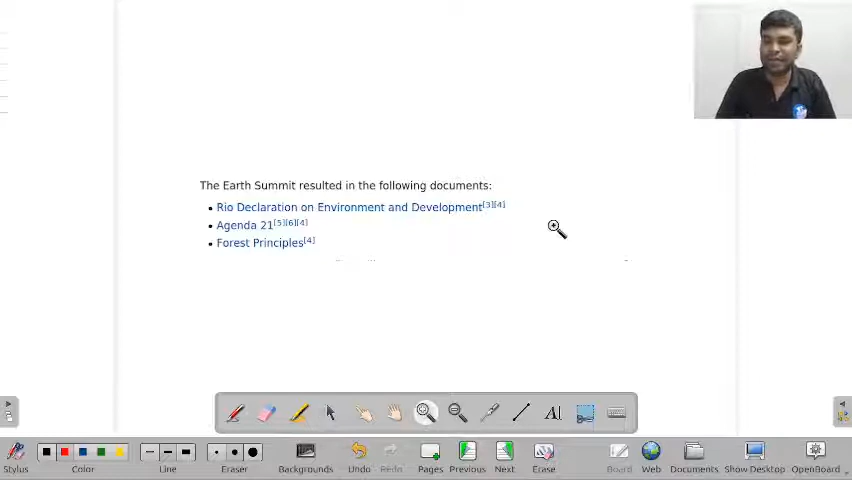 The Earth Summit resulted in the following documents:
• Rio Declaration on Environment and Development[3][4]
• Agenda 21[5][6][4]
• Forest Principles[4]
Stylus Color Line Eraser Backgrounds Undo Redo Pages Previous Next Erase Board Web Documents Show Desktop OpenBoard